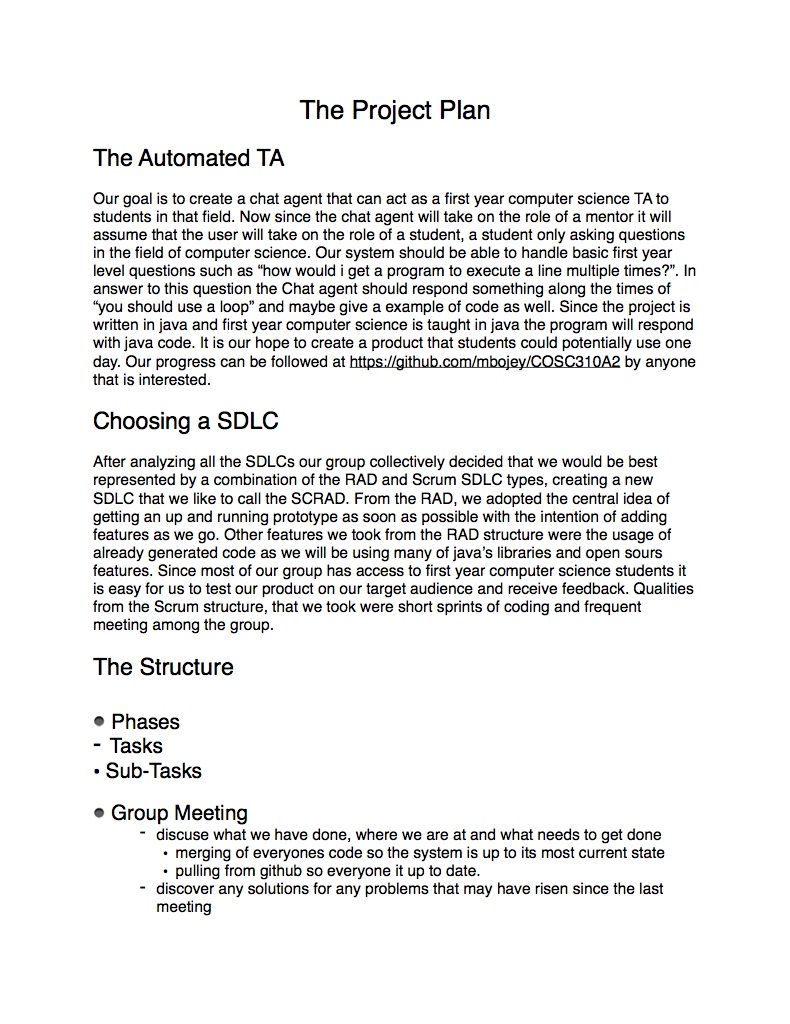 The Project Plan
The Automated TA
Our goal is to create a chat agent that can act as a first year computer science TA to
students in that field. Now since the chat agent will take on the role of a mentor it will
assume that the user will take on the role of a student, a student only asking questions
in the field of computer science. Our system should be able to handle basic first year
level questions such as “how would i get a program to execute a line multiple times?”. In
answer to this question the Chat agent should respond something along the times of
“you should use a loop” and maybe give a example of code as well. Since the project is
written in java and first year computer science is taught in java the program will respond
with java code. It is our hope to create a product that students could potentially use one
day. Our progress can be followed at https://github.com/mbojey/COSC310A2 by anyone
that is interested.
Choosing a SDLC
After analyzing all the SDLCs our group collectively decided that we would be best
represented by a combination of the RAD and Scrum SDLC types, creating a new
SDLC that we like to call the SCRAD. From the RAD, we adopted the central idea of
getting an up and running prototype as soon as possible with the intention of adding
features as we go. Other features we took from the RAD structure were the usage of
already generated code as we will be using many of java’s libraries and open sours
features. Since most of our group has access to first year computer science students it
is easy for us to test our product on our target audience and receive feedback. Qualities
from the Scrum structure, that we took were short sprints of coding and frequent
meeting among the group.
The Structure
● Phases
- Tasks
• Sub-Tasks
● Group Meeting
- discuse what we have done, where we are at and what needs to get done
• merging of everyones code so the system is up to its most current state
• pulling from github so everyone it up to date.
- discover any solutions for any problems that may have risen since the last
meeting